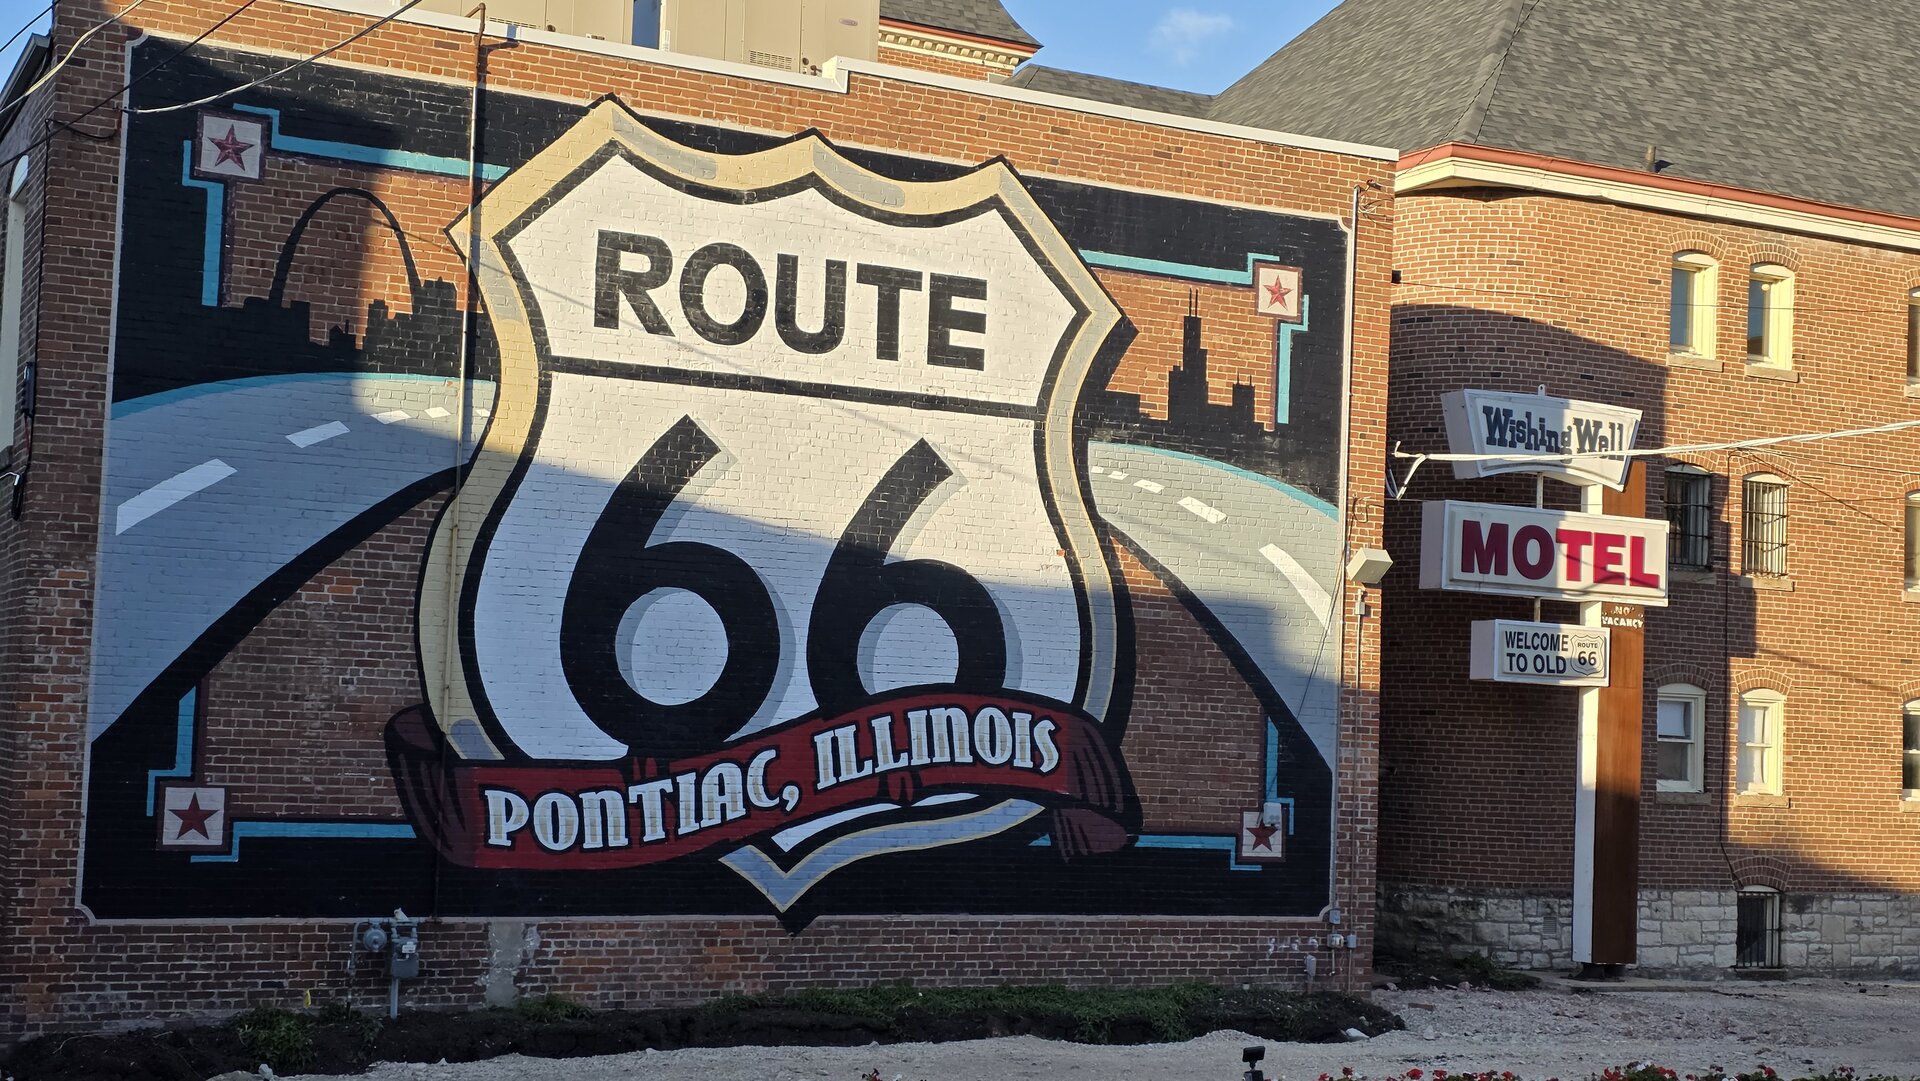 ROUTE
66
PONTIAC, ILLINOIS
Wishing Well
MOTEL
NO
VACANCY
WELCOME
TO OLD
ROUTE
66